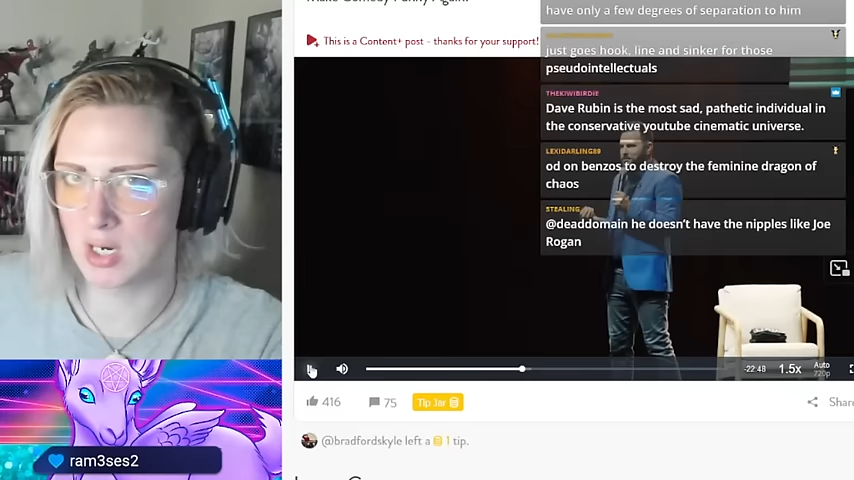 have only a few degrees of separation to him
This is a Content+ post - thanks for your support!
just goes hook, line and sinker for those
pseudointellectuals
THEKIWIBIRDIE
Dave Rubin is the most sad, pathetic individual in
the conservative youtube cinematic universe.
LEXIDARLING89
od on benzos to destroy the feminine dragon of
chaos
STEALING
@deaddomain he doesn't have the nipples like Joe
Rogan
-22:48 1.5x Auto
720p
416 75 Tip Jar Share
@bradfordskyle left a 1 tip.
ram3ses2